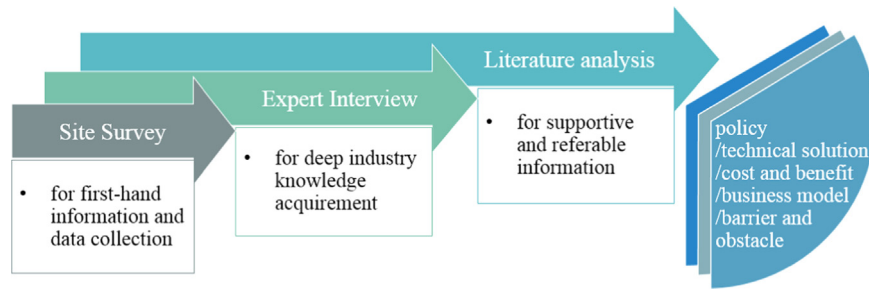 Literature analysis
Expert Interview
Site Survey
• for first-hand
information and
data collection
• for deep industry
knowledge
acquirement
• for supportive
and referable
information
policy
/technical solution
/cost and benefit
/business model
/barrier and
obstacle